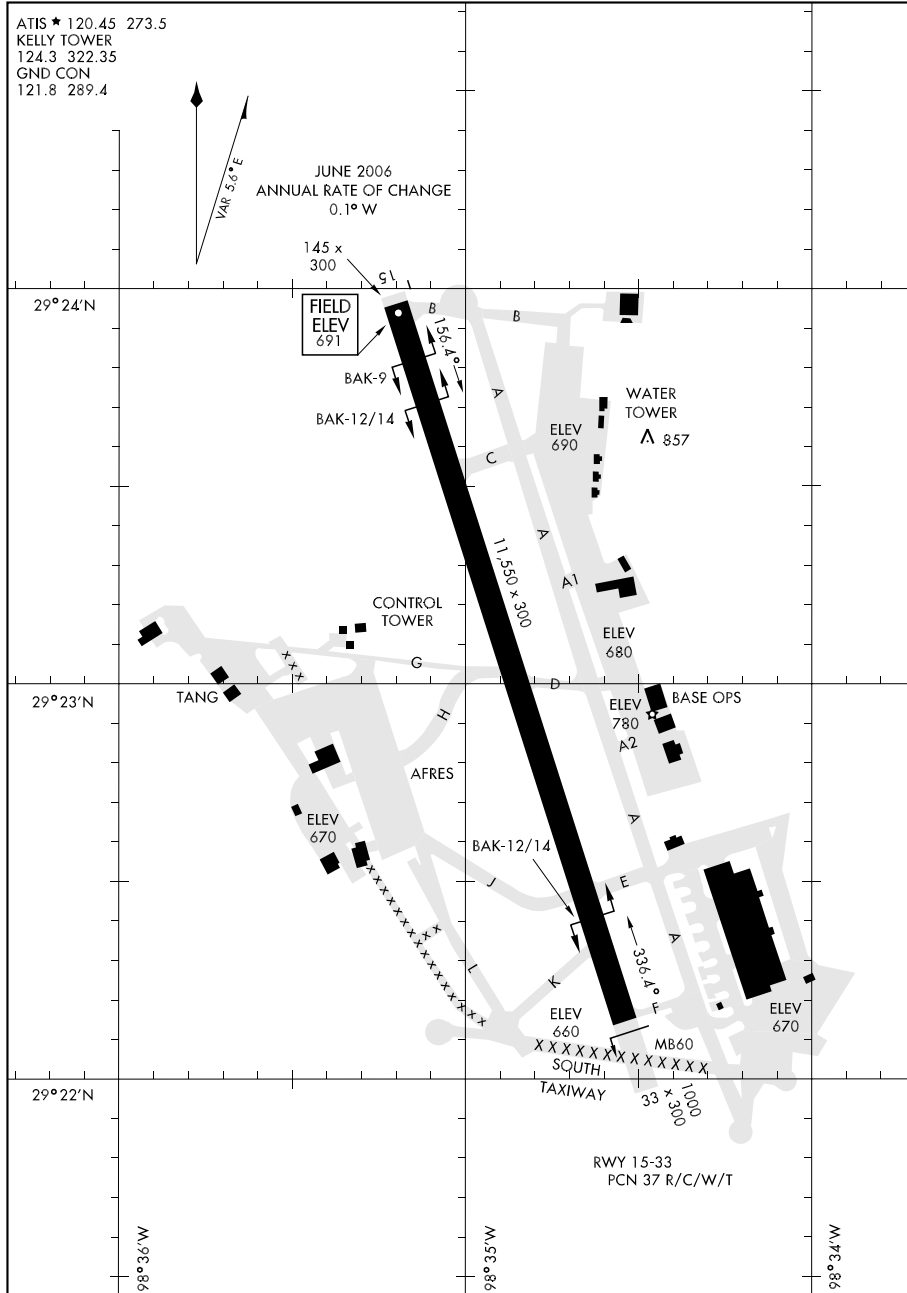 ATIS ★ 120.45 273.5
KELLY TOWER
124.3 322.35
GND CON
121.8 289.4
VAR 5.6° E
JUNE 2006
ANNUAL RATE OF CHANGE
0.1° W
145 x
300
15
29°24'N
FIELD
ELEV
691
B
B
156.4°
BAK-9
A
BAK-12/14
WATER
TOWER
857
ELEV
690
C
A
11,550 x 300
A1
CONTROL
TOWER
ELEV
680
G
29°23'N
TANG
D
BASE OPS
ELEV
780
H
A2
AFRES
ELEV
670
A
BAK-12/14
J
E
A
336.4°
L
K
F
ELEV
660
ELEV
670
MB60
SOUTH
TAXIWAY
29°22'N
33
1000
x 300
RWY 15-33
PCN 37 R/C/W/T
98°36'W
98°35'W
98°34'W